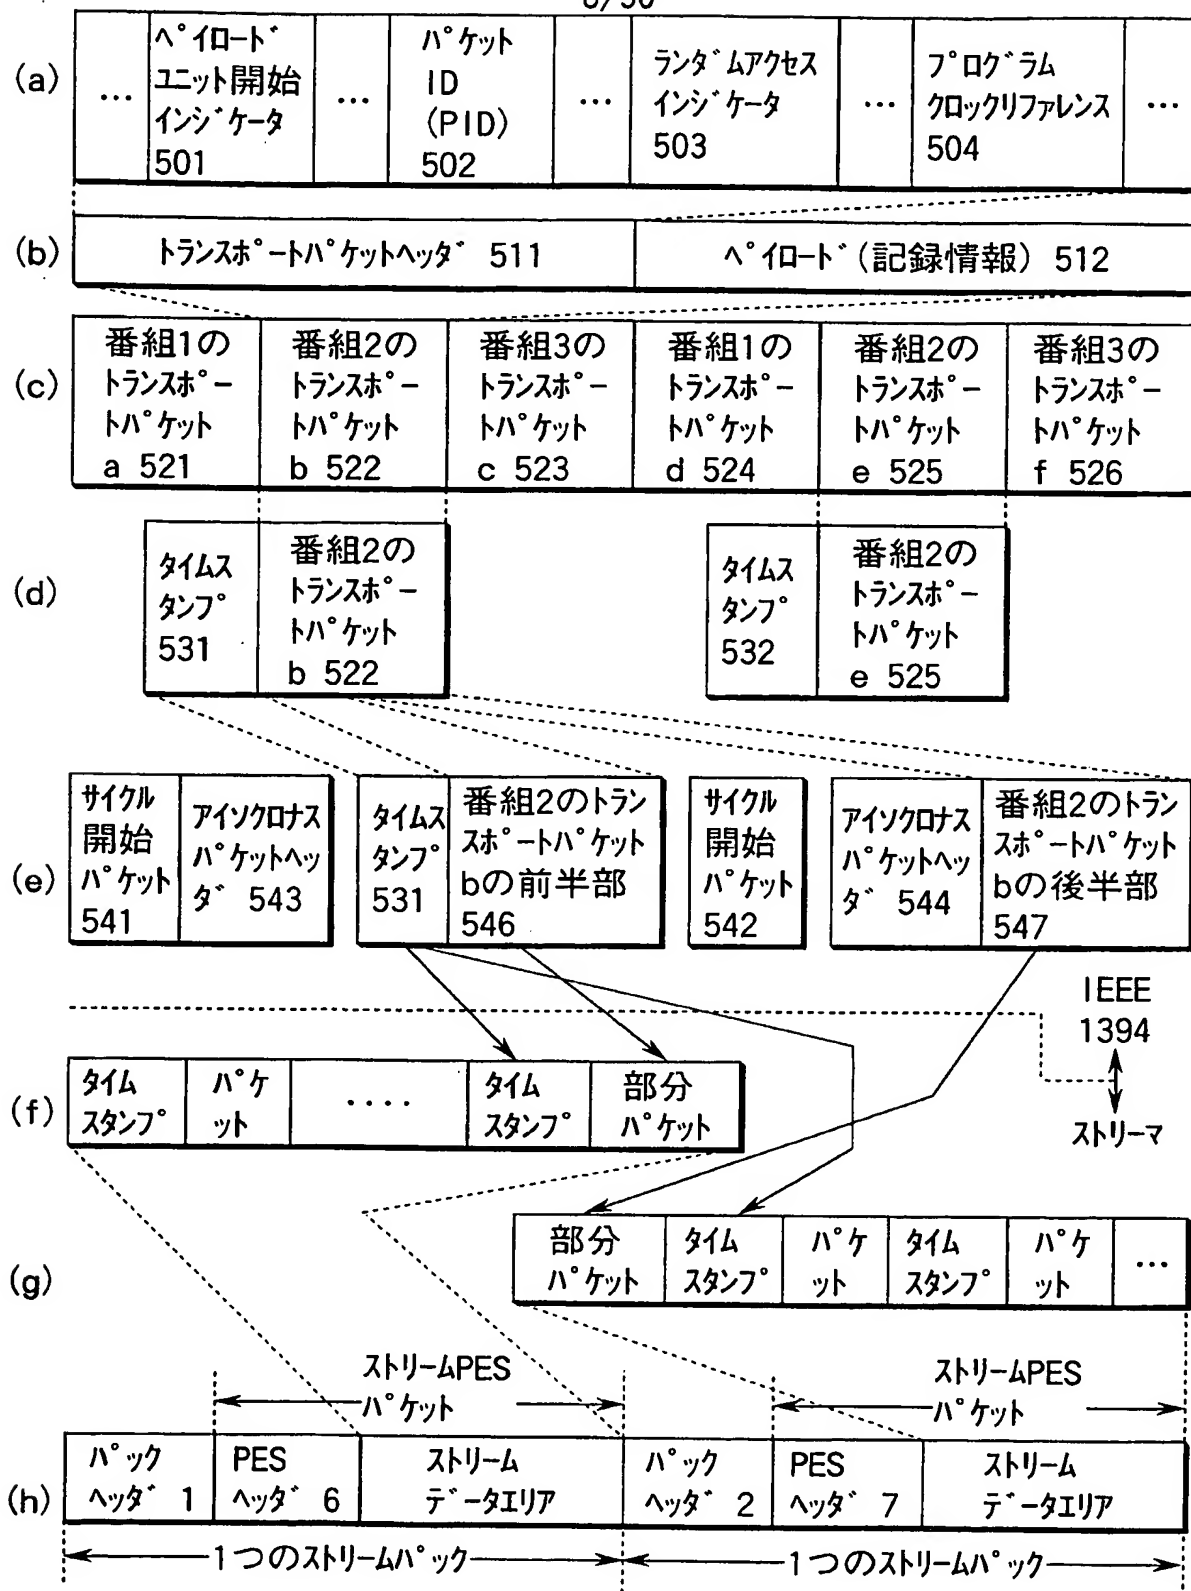 (a)
…
ペイロード
ユニット開始
インジケータ
501
…
パケット
ID
(PID)
502
…
ランダムアクセス
インジケータ
503
…
プログラム
クロックリファレンス
504
…
(b)
トランスポートパケットヘッダ 511
ペイロード(記録情報) 512
(c)
番組1の
トランスポー
トパケット
a 521
番組2の
トランスポー
トパケット
b 522
番組3の
トランスポー
トパケット
c 523
番組1の
トランスポー
トパケット
d 524
番組2の
トランスポー
トパケット
e 525
番組3の
トランスポー
トパケット
f 526
(d)
タイムス
タンプ
531
番組2の
トランスポー
トパケット
b 522
タイムス
タンプ
532
番組2の
トランスポー
トパケット
e 525
(e)
サイクル
開始
パケット
541
アイソクロナス
パケットヘッ
ダ 543
タイムス
タンプ
531
番組2のトラン
スポートパケット
bの前半部
546
サイクル
開始
パケット
542
アイソクロナス
パケットヘッ
ダ 544
番組2のトラン
スポートパケット
bの後半部
547
IEEE
1394
ストリーマ
(f)
タイム
スタンプ
パケ
ット
････
タイム
スタンプ
部分
パケット
(g)
部分
パケット
タイム
スタンプ
パケ
ット
タイム
スタンプ
パケ
ット
…
ストリームPES
パケット
ストリームPES
パケット
(h)
パック
ヘッダ 1
PES
ヘッダ 6
ストリーム
データエリア
パック
ヘッダ 2
PES
ヘッダ 7
ストリーム
データエリア
1つのストリームパック
1つのストリームパック